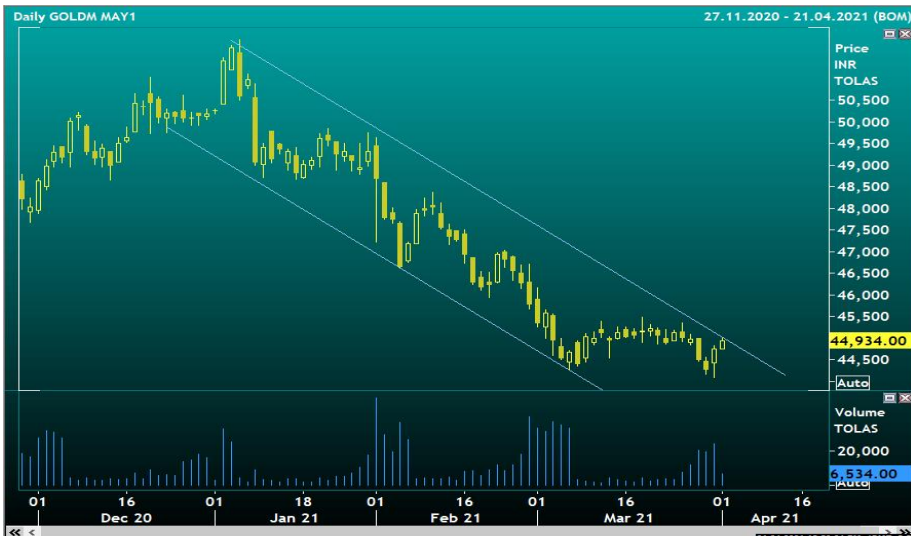 Daily GOLDM MAY1 27.11.2020 - 21.04.2021 (BOM)
Price
INR
TOLAS
50,500
50,000
49,500
49,000
48,500
48,000
47,500
47,000
46,500
46,000
45,500
44,934.00
44,500
Auto
Volume
TOLAS
20,000
6,534.00
Auto
01 16 01 18 01 16 01 16 01 16
Dec 20 Jan 21 Feb 21 Mar 21 Apr 21